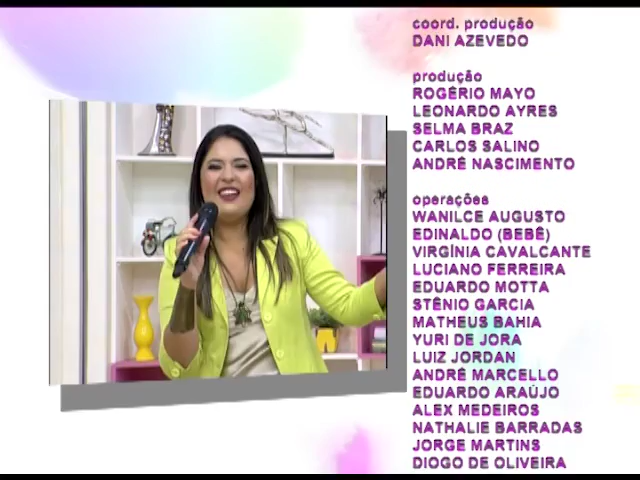 coord. produção
DANI AZEVEDO
produção
ROGÉRIO MAYO
LEONARDO AYRES
SELMA BRAZ
CARLOS SALINO
ANDRÉ NASCIMENTO
operações
WANILCE AUGUSTO
EDINALDO (BEBÊ)
VIRGÍNIA CAVALCANTE
LUCIANO FERREIRA
EDUARDO MOTTA
STÊNIO GARCIA
MATHEUS BAHIA
YURI DE JORA
LUIZ JORDAN
ANDRÉ MARCELLO
EDUARDO ARAÚJO
ALEX MEDEIROS
NATHALIE BARRADAS
JORGE MARTINS
DIOGO DE OLIVEIRA